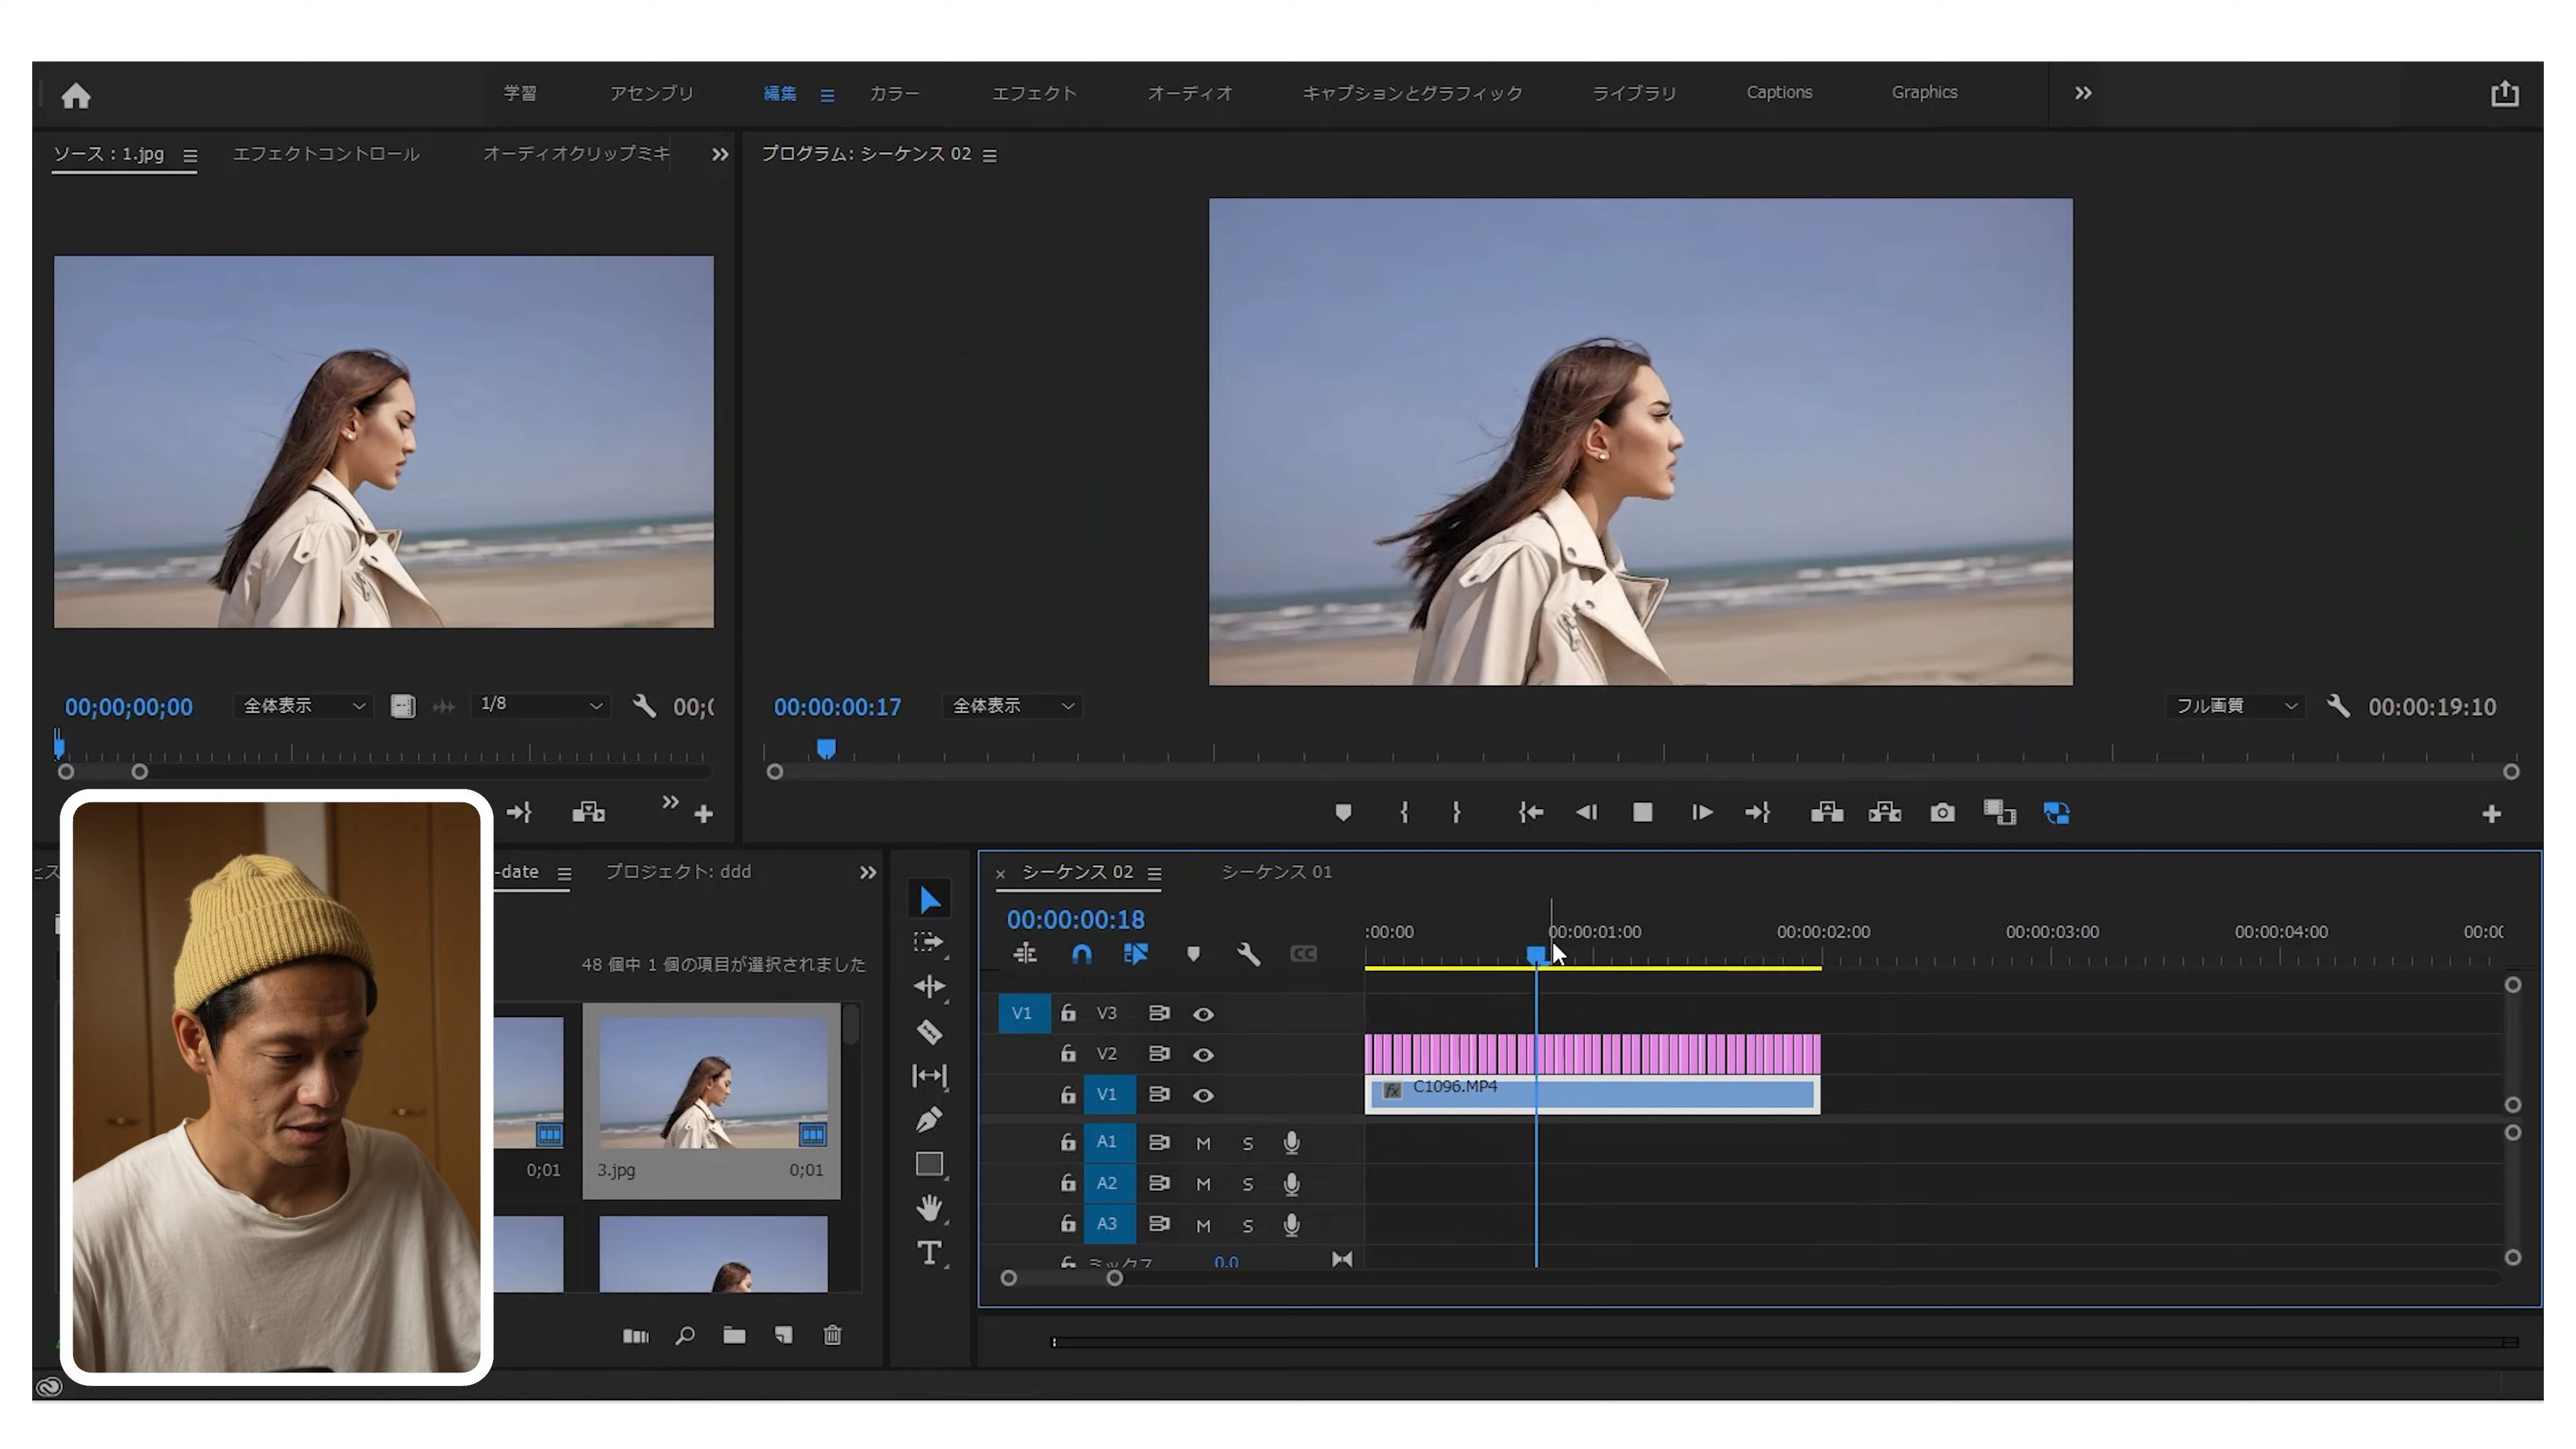 学習 アセンブリ 編集 カラー エフェクト オーディオ キャプションとグラフィック ライブラリ Captions Graphics
ソース : 1.jpg エフェクトコントロール オーディオクリップミキ
プログラム: シーケンス 02
00;00;00;00 全体表示 1/8 00;0
00:00:00:17 全体表示 フル画質 00:00:19:10
-date プロジェクト: ddd
48 個中 1 個の項目が選択されました
0;01
3.jpg 0;01
× シーケンス 02 シーケンス 01
00:00:00:18
:00:00 00:00:01:00 00:00:02:00 00:00:03:00 00:00:04:00 00:00
CC
V1 V3
V2
V1 fx C1096.MP4
A1 M S
A2 M S
A3 M S
ミックス 0.0